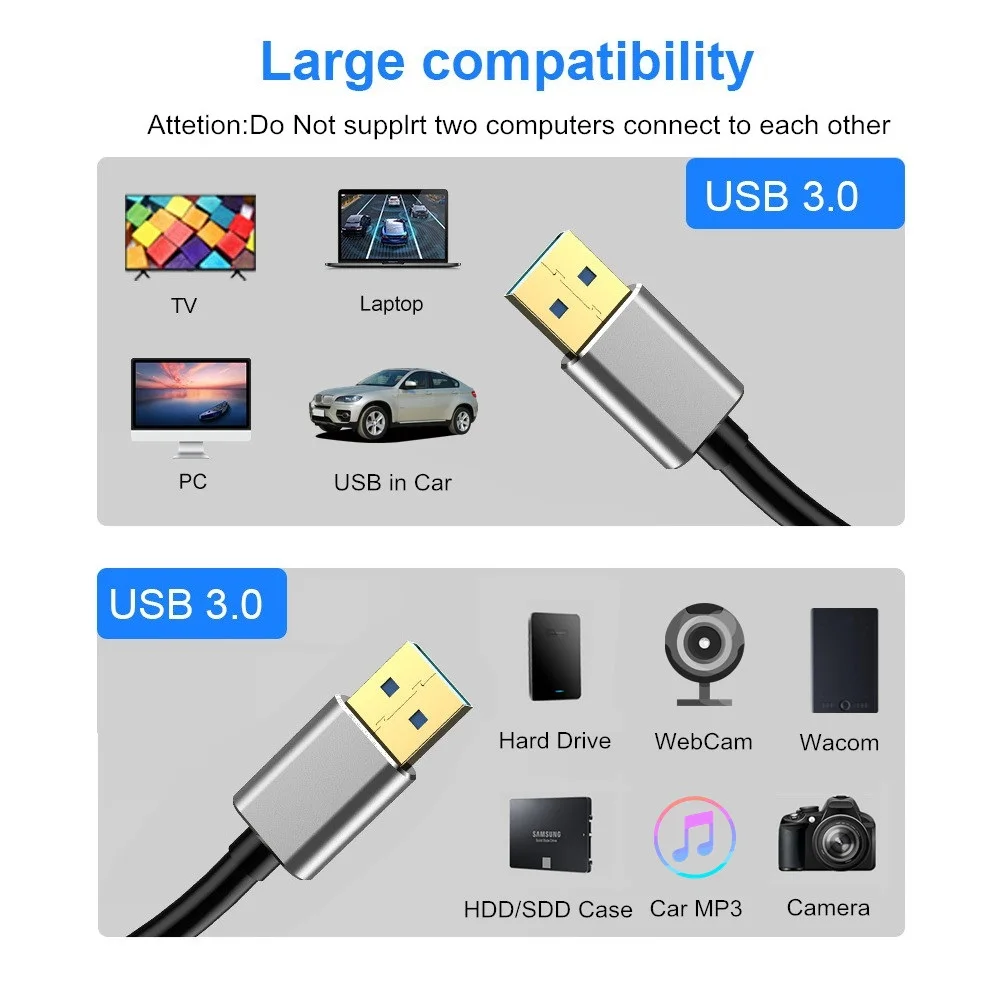 Large compatibility
Attetion:Do Not supplrt two computers connect to each other
USB 3.0
TV
Laptop
PC
USB in Car
USB 3.0
Hard Drive
WebCam
Wacom
SAMSUNG
HDD/SDD Case
Car MP3
Camera